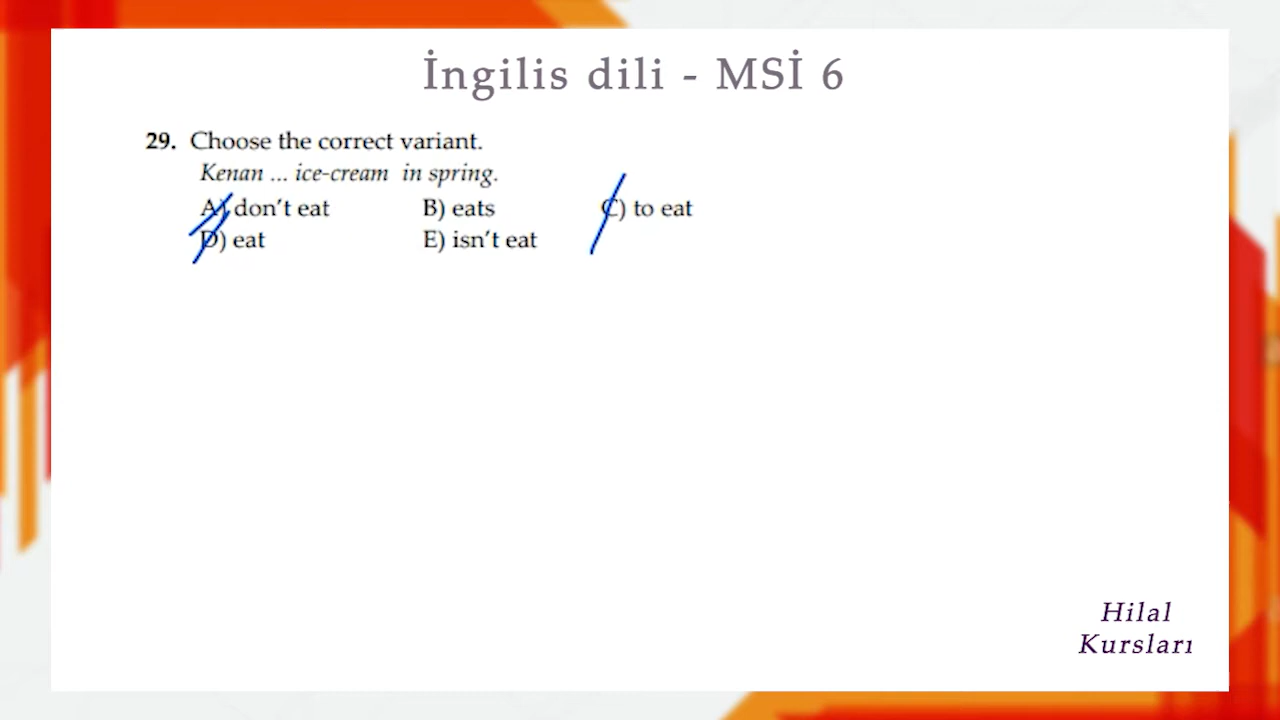 İngilis dili - MSİ 6
29. Choose the correct variant.
Kenan ... ice-cream in spring.
A) don't eat B) eats C) to eat
D) eat E) isn't eat
Hilal
Kursları